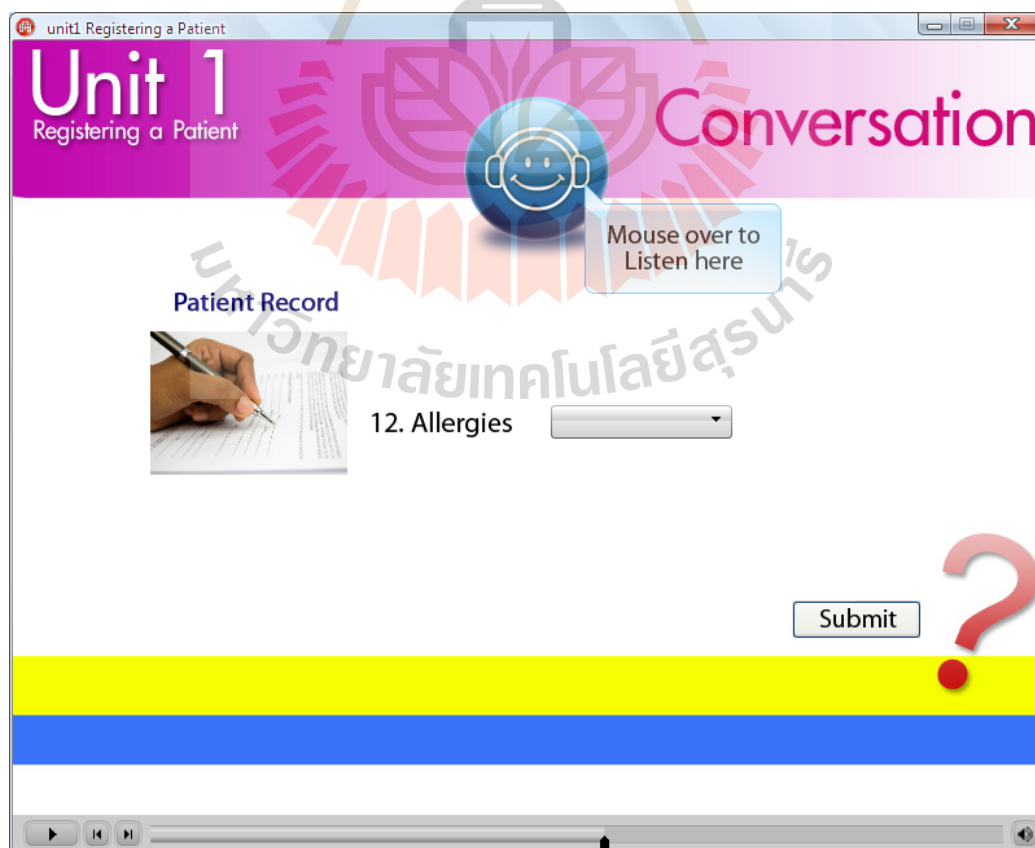 unit1 Registering a Patient
Unit 1
Registering a Patient
Conversation
Mouse over to
Listen here
Patient Record
มหาวิทยาลัยเทคโนโลยีสุรนารี
12. Allergies
Submit
?